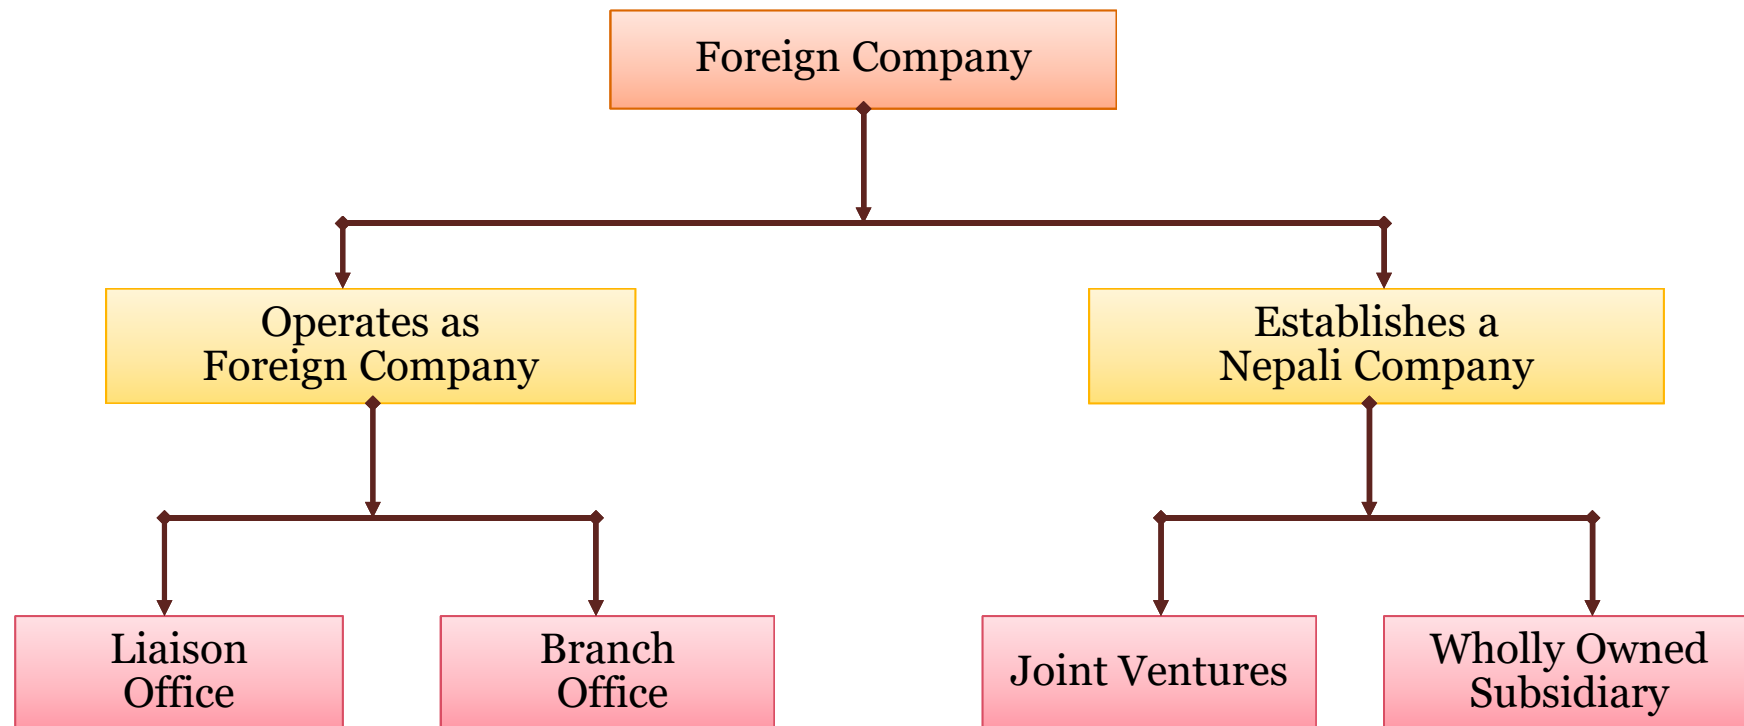 Foreign Company
Operates as
Foreign Company
Establishes a
Nepali Company
Liaison
Office
Branch
Office
Joint Ventures
Wholly Owned
Subsidiary